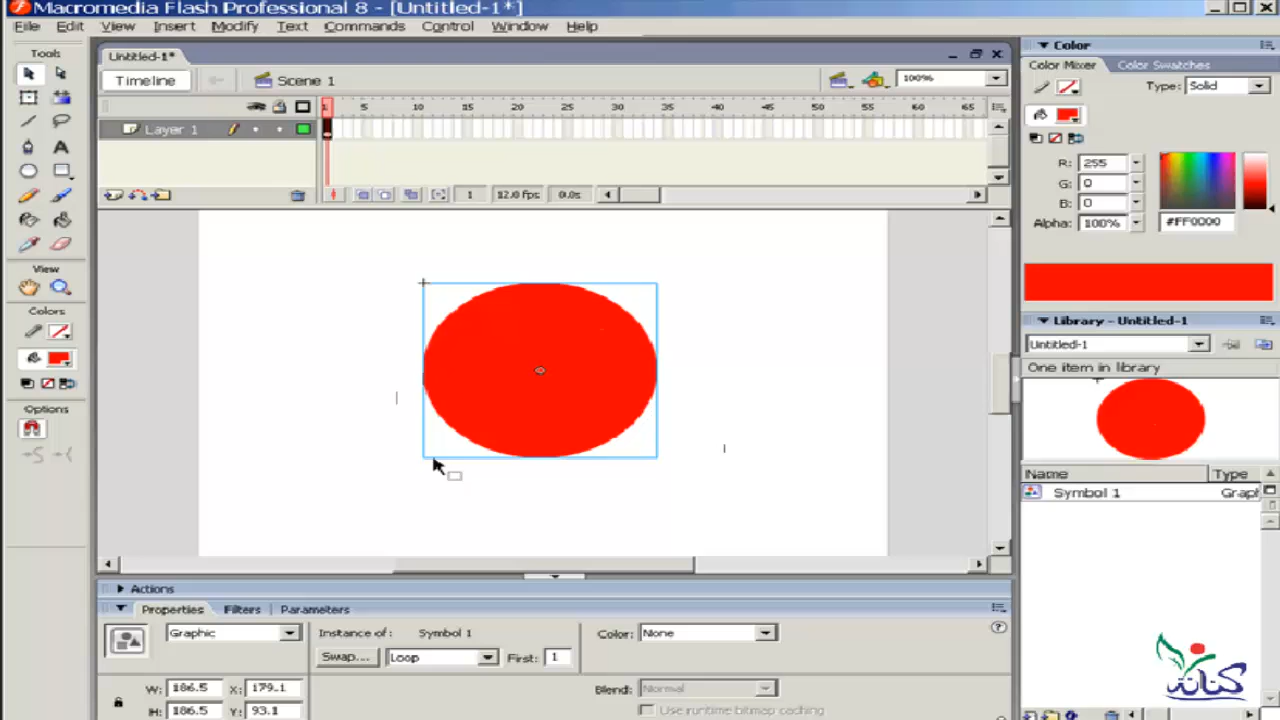 Macromedia Flash Professional 8 - [Untitled-1*]
File Edit View Insert Modify Text Commands Control Window Help
Tools
View
Colors
Options
Untitled-1*
Timeline
Scene 1
100%
1 5 10 15 20 25 30 35 40 45 50 55 60 65
Layer 1
1 12.0 fps 0.0s
Color
Color Mixer Color Swatches
Type: Solid
R: 255
G: 0
B: 0
Alpha: 100% #FF0000
Library - Untitled-1
Untitled-1
One item in library
Name Type
Symbol 1 Graph
Actions
Properties Filters Parameters
Graphic
Instance of: Symbol 1
Swap... Loop First: 1
Color: None
Blend: Normal
Use runtime bitmap caching
W: 186.5 X: 179.1
H: 186.5 Y: 93.1
كنانة